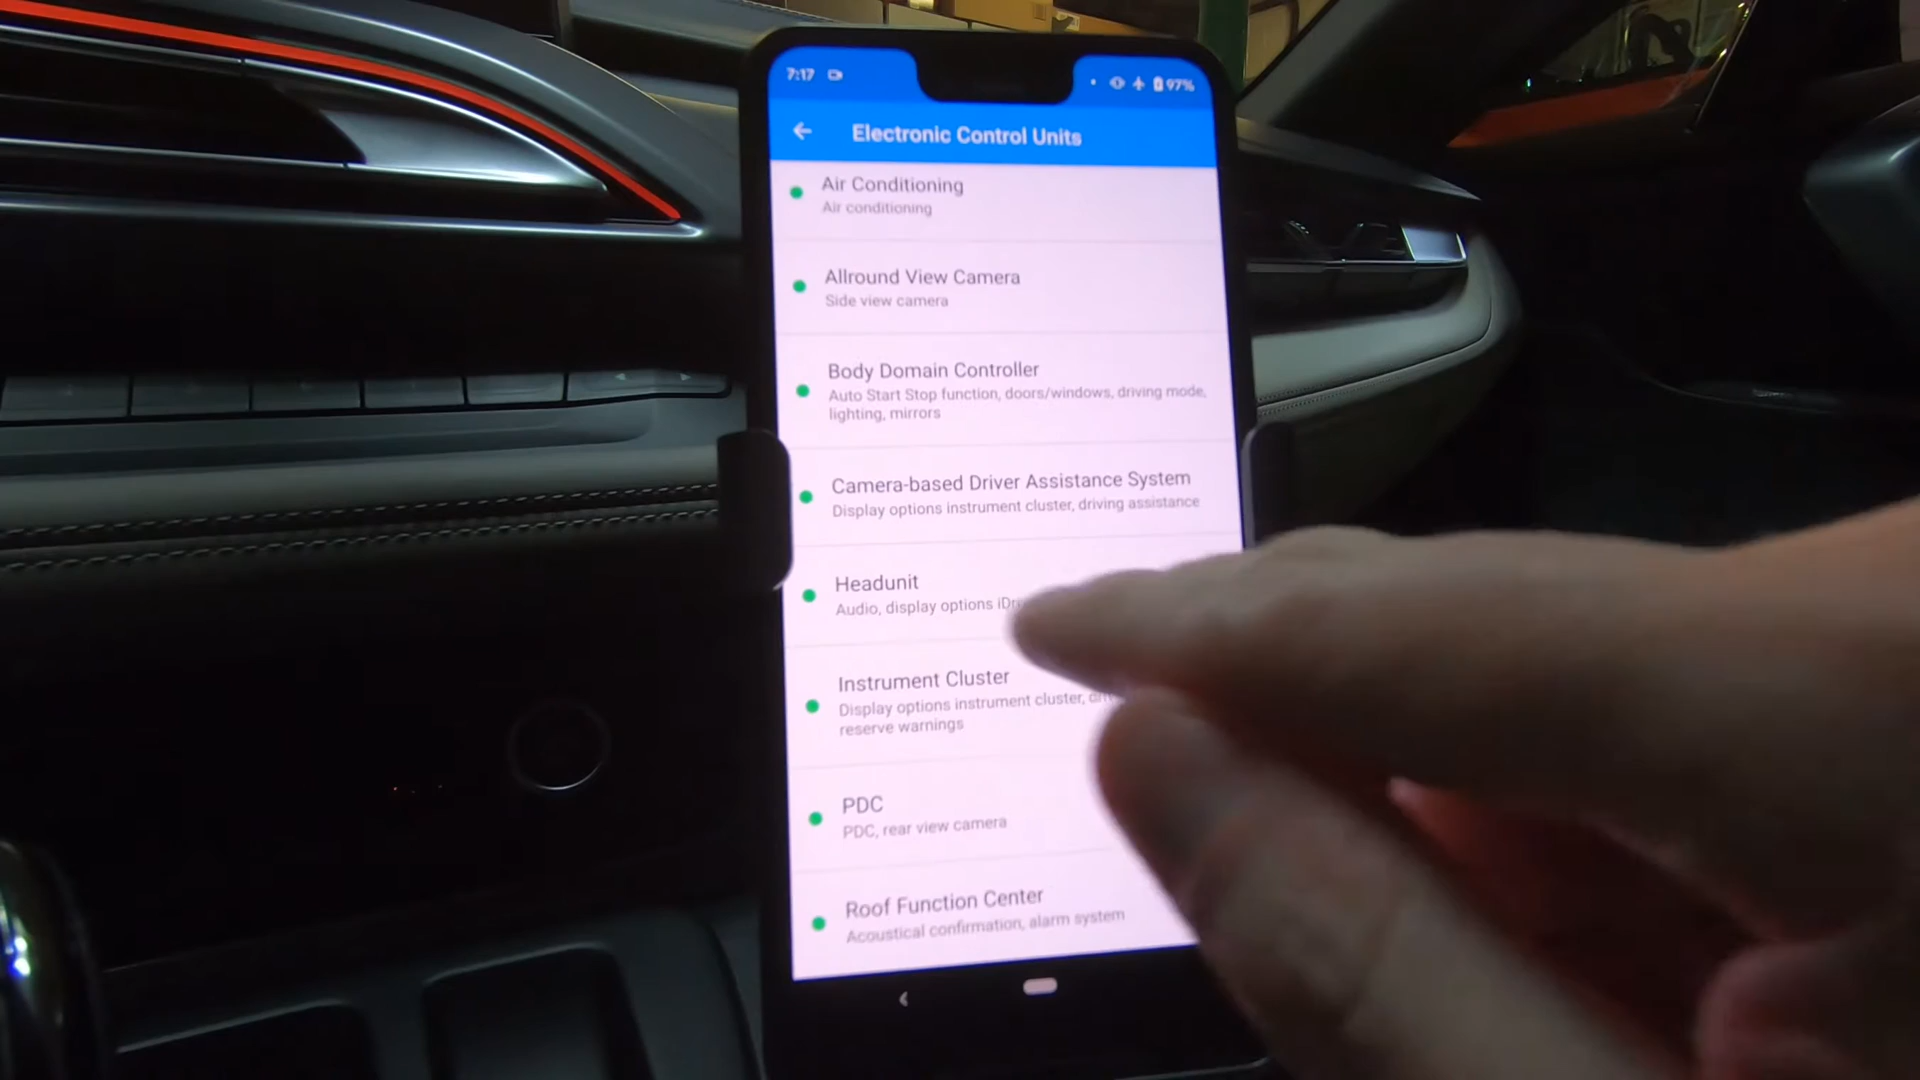 7:17
97%
Electronic Control Units
Air Conditioning
Air conditioning
Allround View Camera
Side view camera
Body Domain Controller
Auto Start Stop function, doors/windows, driving mode,
lighting, mirrors
Camera-based Driver Assistance System
Display options instrument cluster, driving assistance
Headunit
Audio, display options
Instrument Cluster
Display options instrument cluster,
reserve warnings
PDC
PDC, rear view camera
Roof Function Center
Acoustical confirmation, alarm system